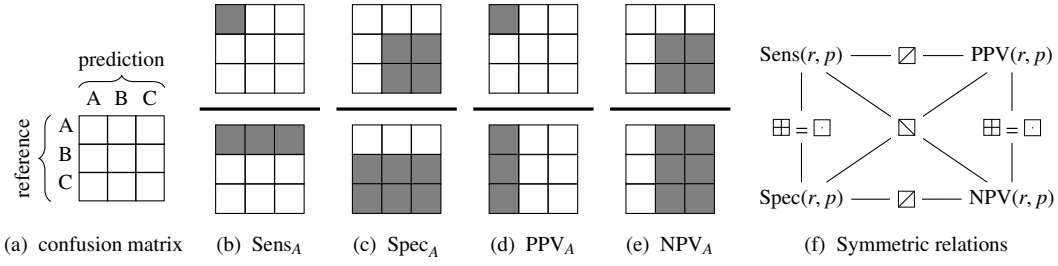 prediction
A B C
reference
A
B
C
Sens(r, p)
PPV(r, p)
=
=
Spec(r, p)
NPV(r, p)
(a) confusion matrix
(b) Sens_A
(c) Spec_A
(d) PPV_A
(e) NPV_A
(f) Symmetric relations